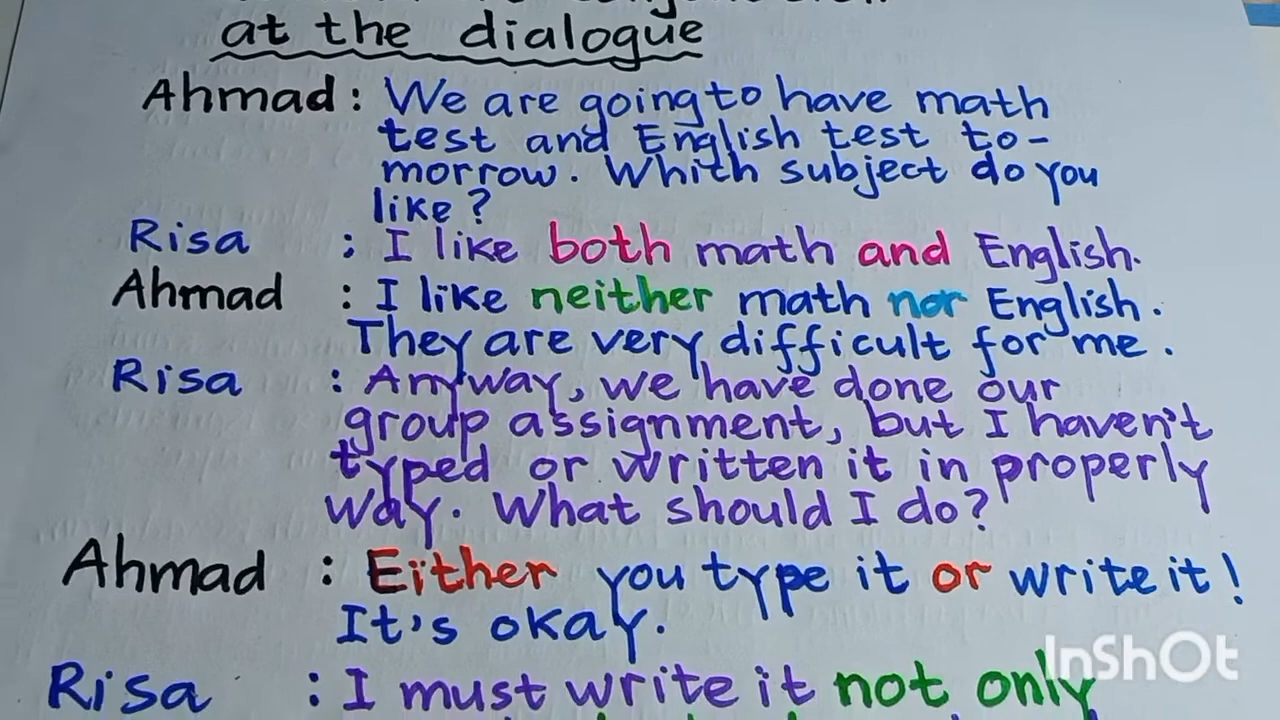 at the dialogue
Ahmad : We are going to have math
test and English test to-
morrow. Whith subject do you
like?
Risa : I like both math and English.
Ahmad : I like neither math nor English.
They are very difficult for me.
Risa : Anyway, we have done our
group assignment, but I haven't
typed or written it in properly
way. What should I do?
Ahmad : Either you type it or write it!
It's okay.
InShOt
Risa : I must write it not only